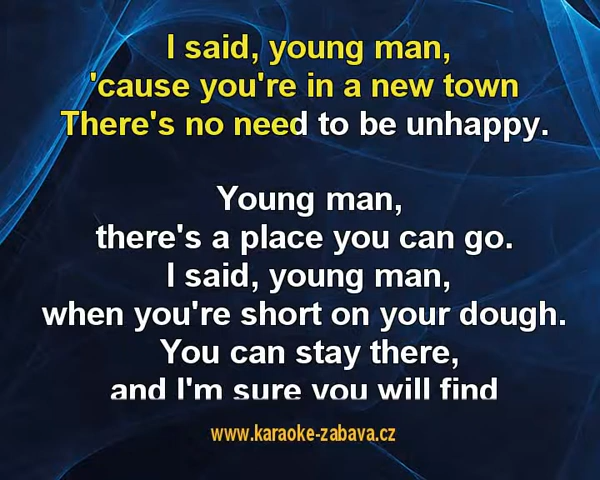 I said, young man,
'cause you're in a new town
There's no need to be unhappy.
Young man,
there's a place you can go.
I said, young man,
when you're short on your dough.
You can stay there,
and I'm sure you will find
www.karaoke-zabava.cz